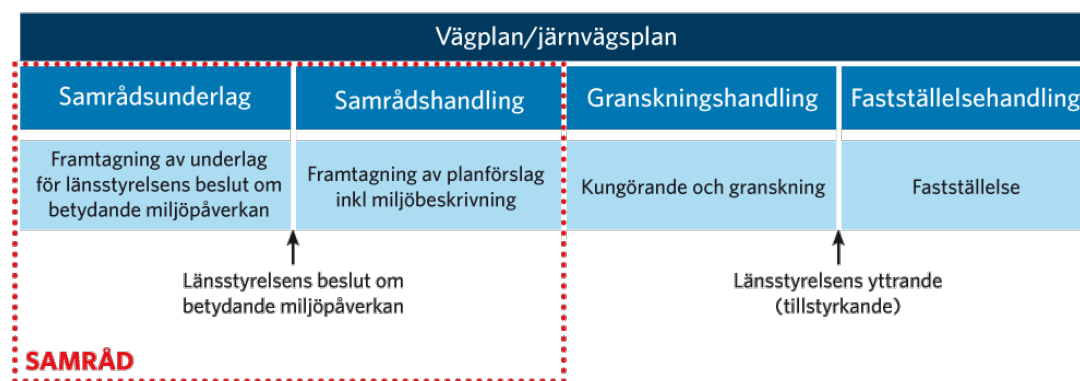 Vägplan/järnvägsplan
Samrådsunderlag
Samrådshandling
Granskningshandling
Fastställelsehandling
Framtagning av underlag
för länsstyrelsens beslut om
betydande miljöpåverkan
Framtagning av planförslag
inkl miljöbeskrivning
Kungörande och granskning
Fastställelse
Länsstyrelsens beslut om
betydande miljöpåverkan
Länsstyrelsens yttrande
(tillstyrkande)
SAMRÅD